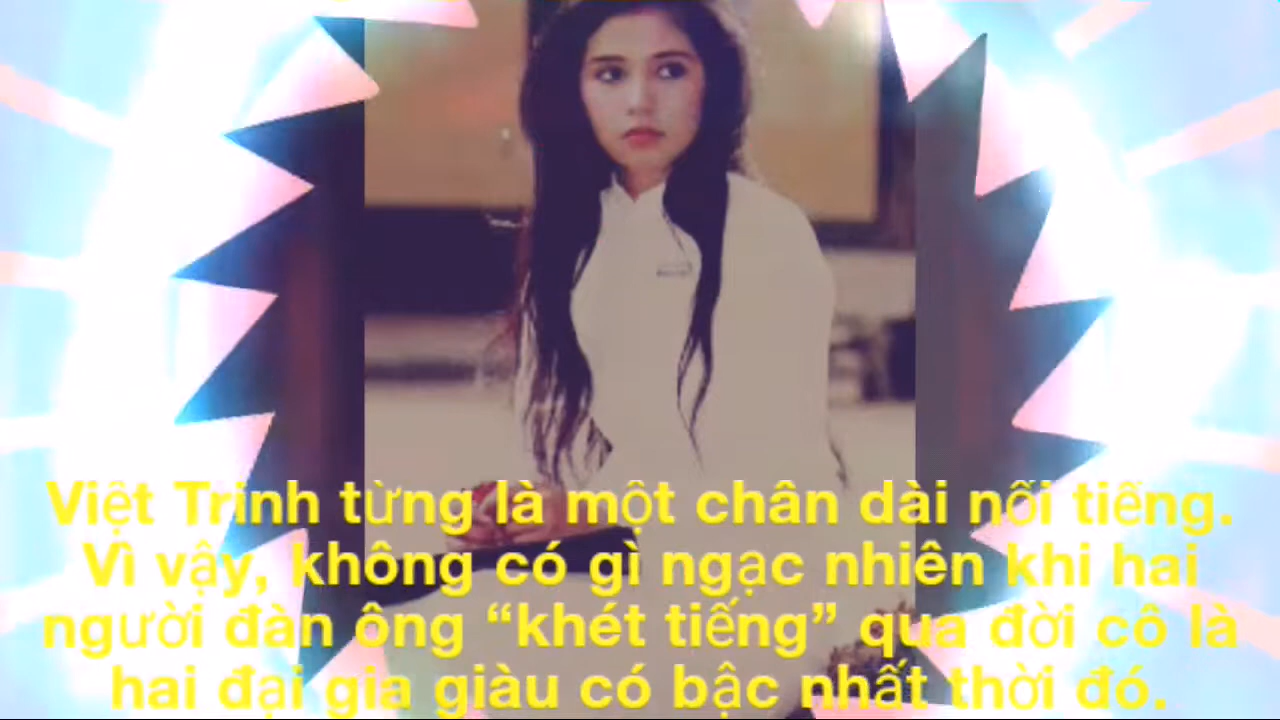 Việt Trinh từng là một chân dài nổi tiếng.
Vì vậy, không có gì ngạc nhiên khi hai
người đàn ông “khét tiếng” qua đời cô là
hai đại gia giàu có bậc nhất thời đó.